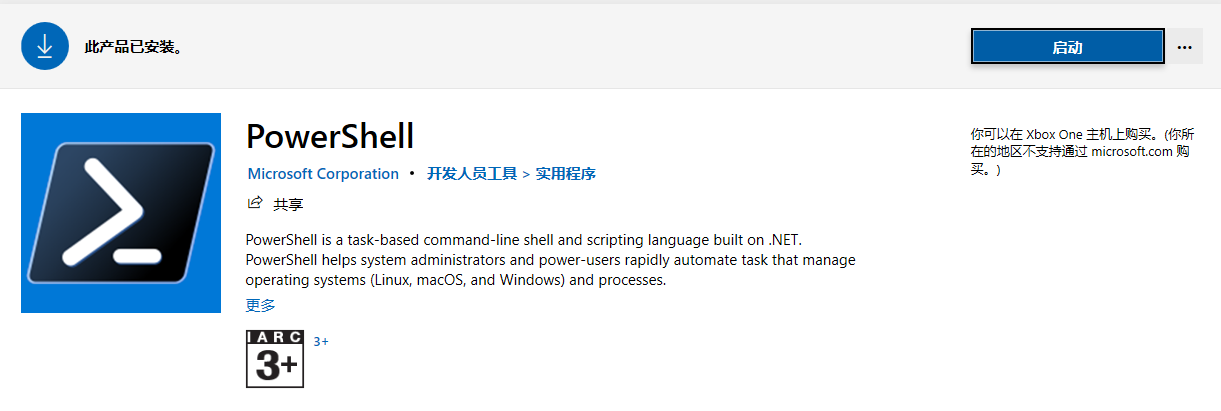 此产品已安装。
启动
PowerShell
Microsoft Corporation • 开发人员工具 > 实用程序
共享
PowerShell is a task-based command-line shell and scripting language built on .NET.
PowerShell helps system administrators and power-users rapidly automate task that manage
operating systems (Linux, macOS, and Windows) and processes.
更多
IARC
3+
3+
你可以在 Xbox One 主机上购买。(你所
在的地区不支持通过 microsoft.com 购
买。)